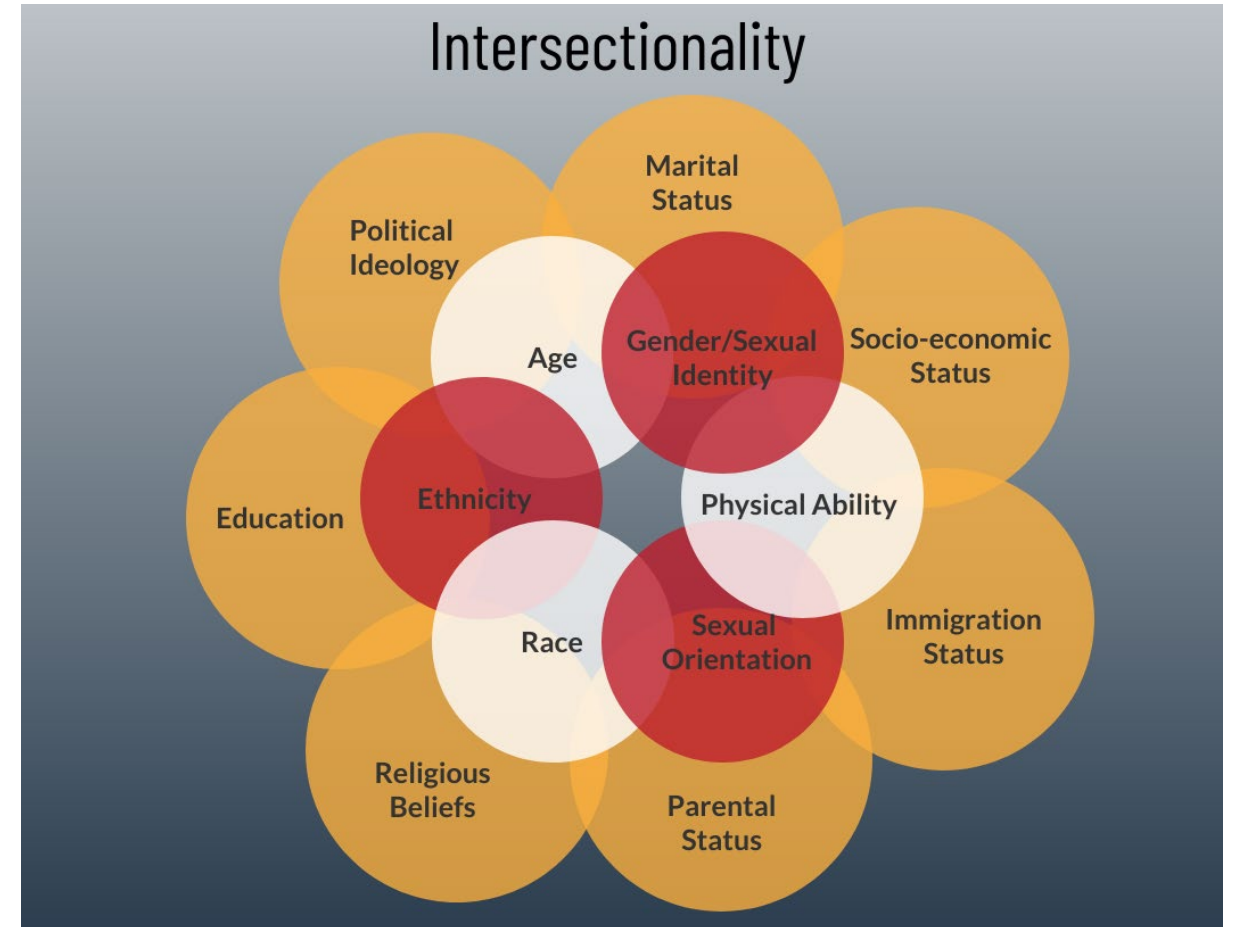 Intersectionality
Marital
Status
Political
Ideology
Age
Gender/Sexual
Identity
Socio-economic
Status
Ethnicity
Education
Physical Ability
Race
Sexual
Orientation
Immigration
Status
Religious
Beliefs
Parental
Status